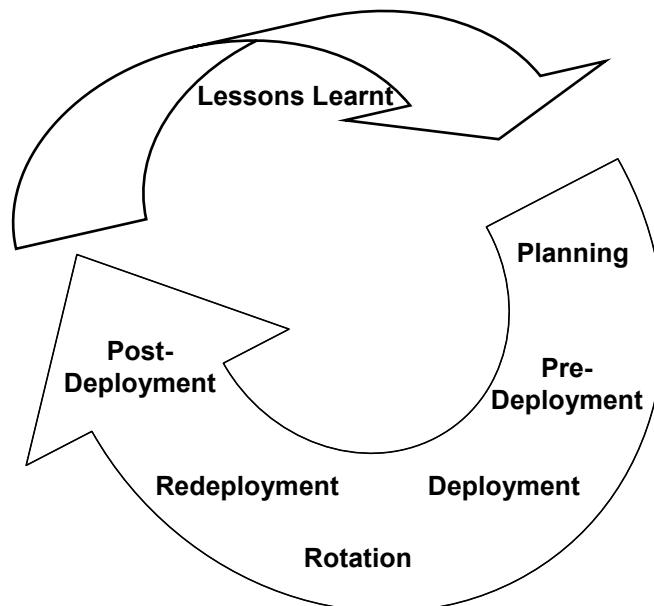 Lessons Learnt
Planning
Pre-
Deployment
Deployment
Rotation
Redeployment
Post-
Deployment